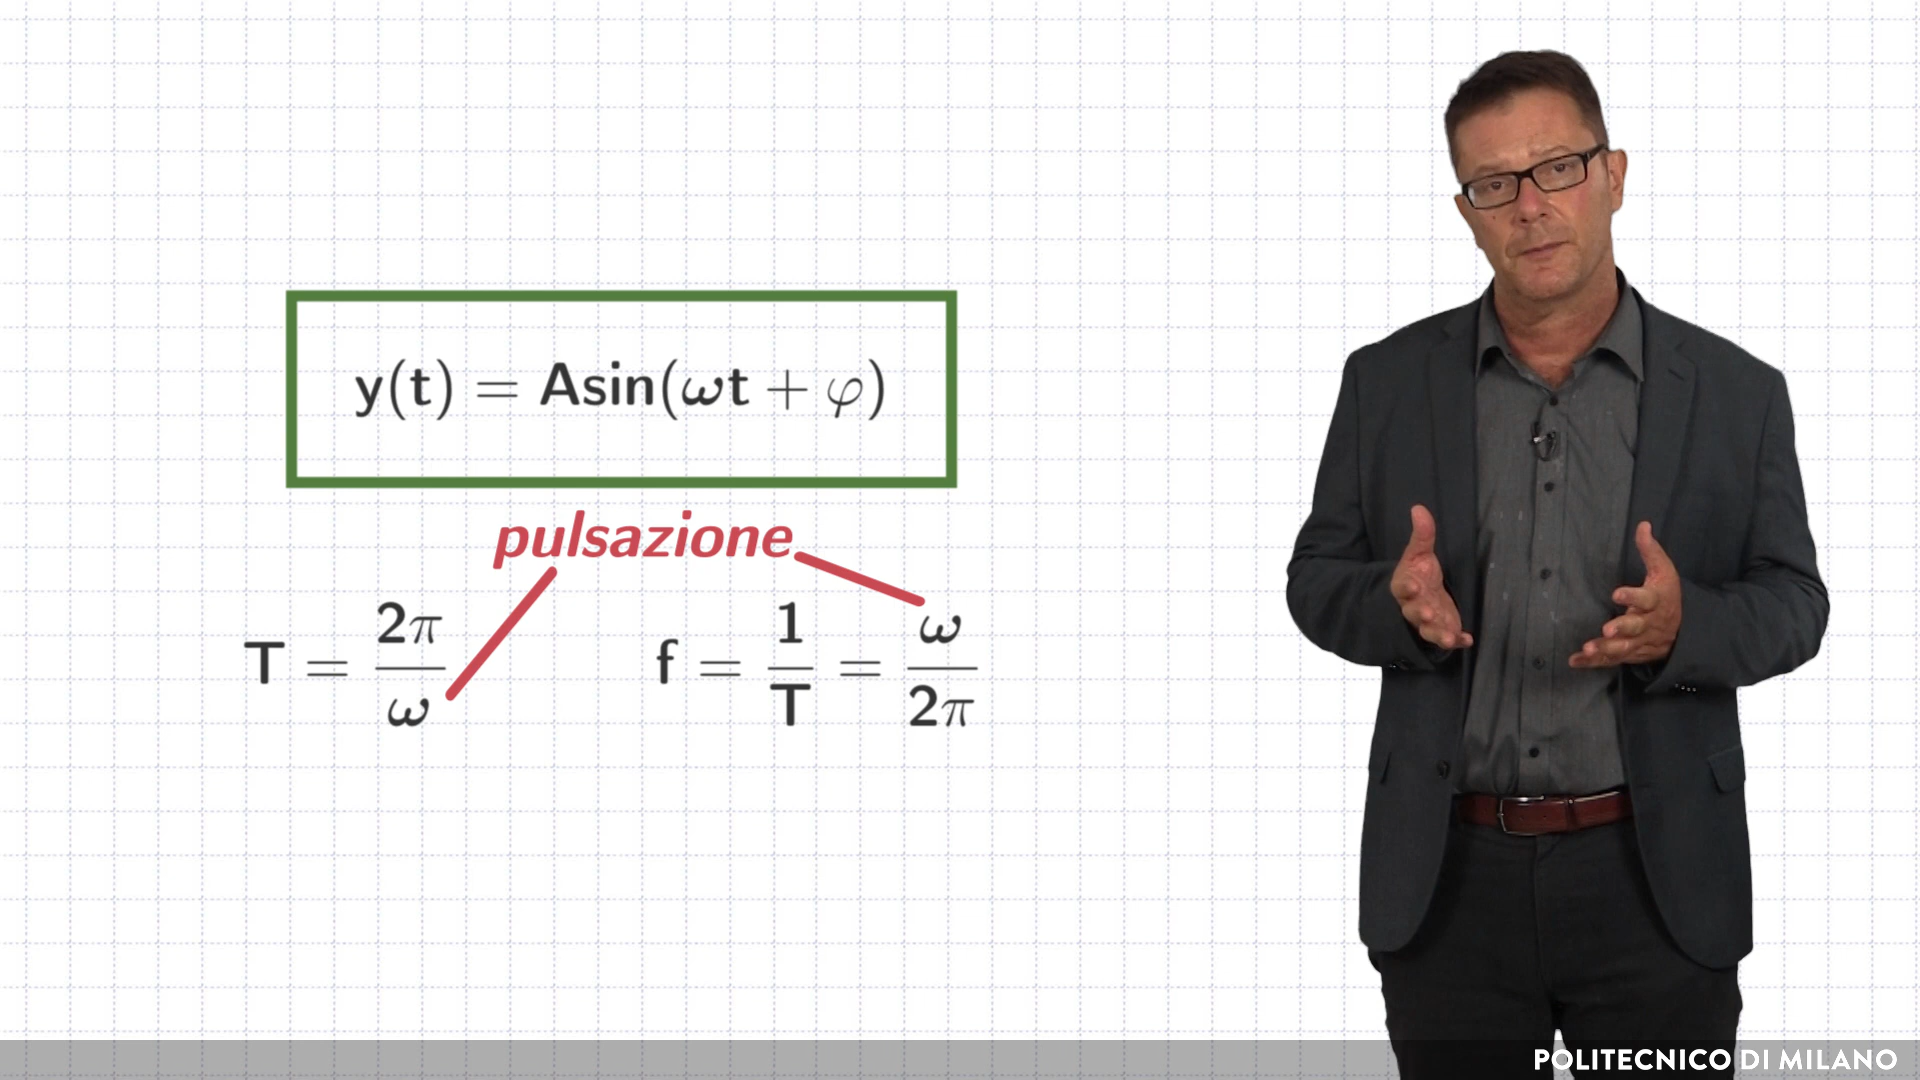 y(t) = Asin(ωt + φ)
pulsazione
T = 2π/ω
f = 1/T = ω/2π
POLITECNICO DI MILANO